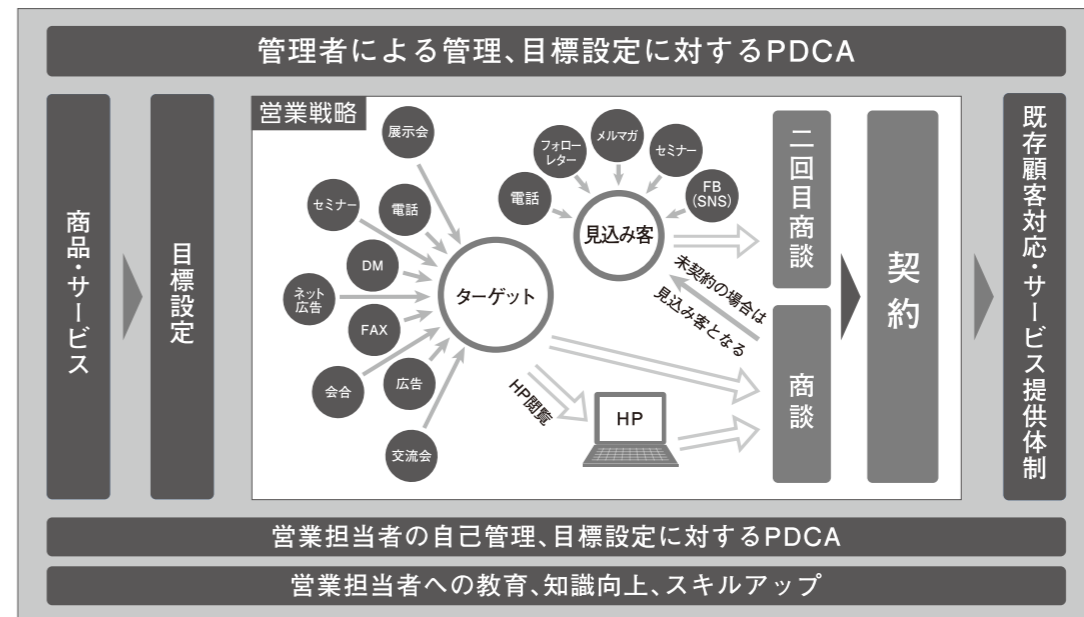 管理者による管理、目標設定に対するPDCA
商品・サービス
目標設定
営業戦略
展示会
セミナー
電話
DM
ネット
広告
FAX
会合
広告
交流会
ターゲット
電話
フォロー
レター
メルマガ
セミナー
FB
(SNS)
見込み客
未契約の場合は
見込み客となる
HP閲覧
HP
二回目商談
商談
契約
既存顧客対応・サービス提供体制
営業担当者の自己管理、目標設定に対するPDCA
営業担当者への教育、知識向上、スキルアップ